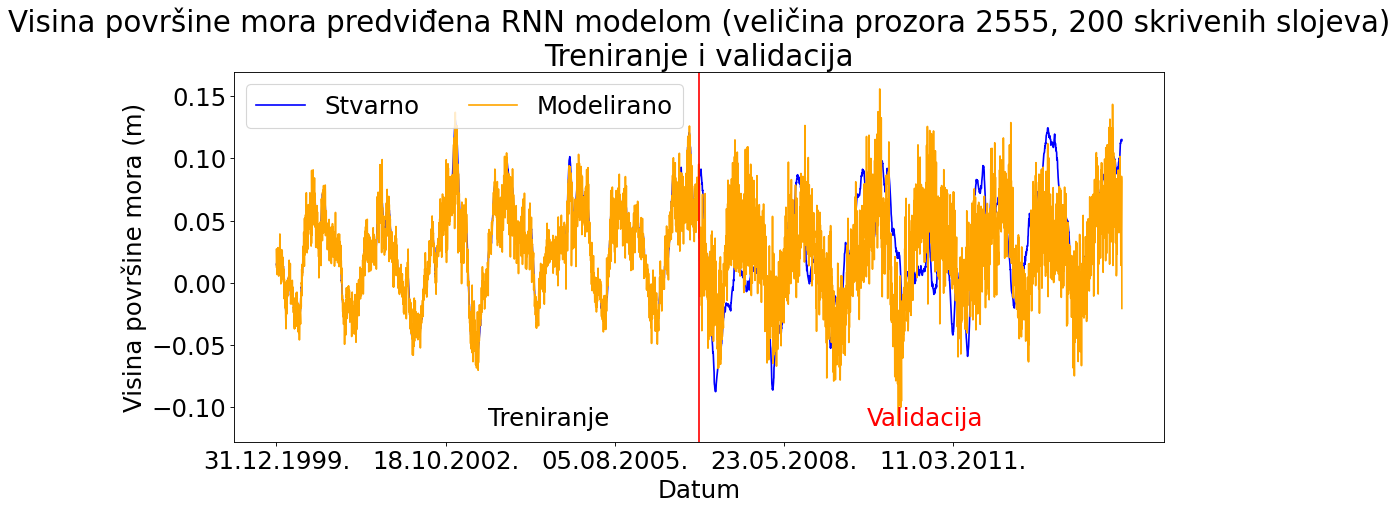 Visina površine mora predviđena RNN modelom (veličina prozora 2555, 200 skrivenih slojeva)
Treniranje i validacija
Stvarno
Modelirano
Visina površine mora (m)
0.15
0.10
0.05
0.00
−0.05
−0.10
Treniranje
Validacija
31.12.1999.
18.10.2002.
05.08.2005.
23.05.2008.
11.03.2011.
Datum